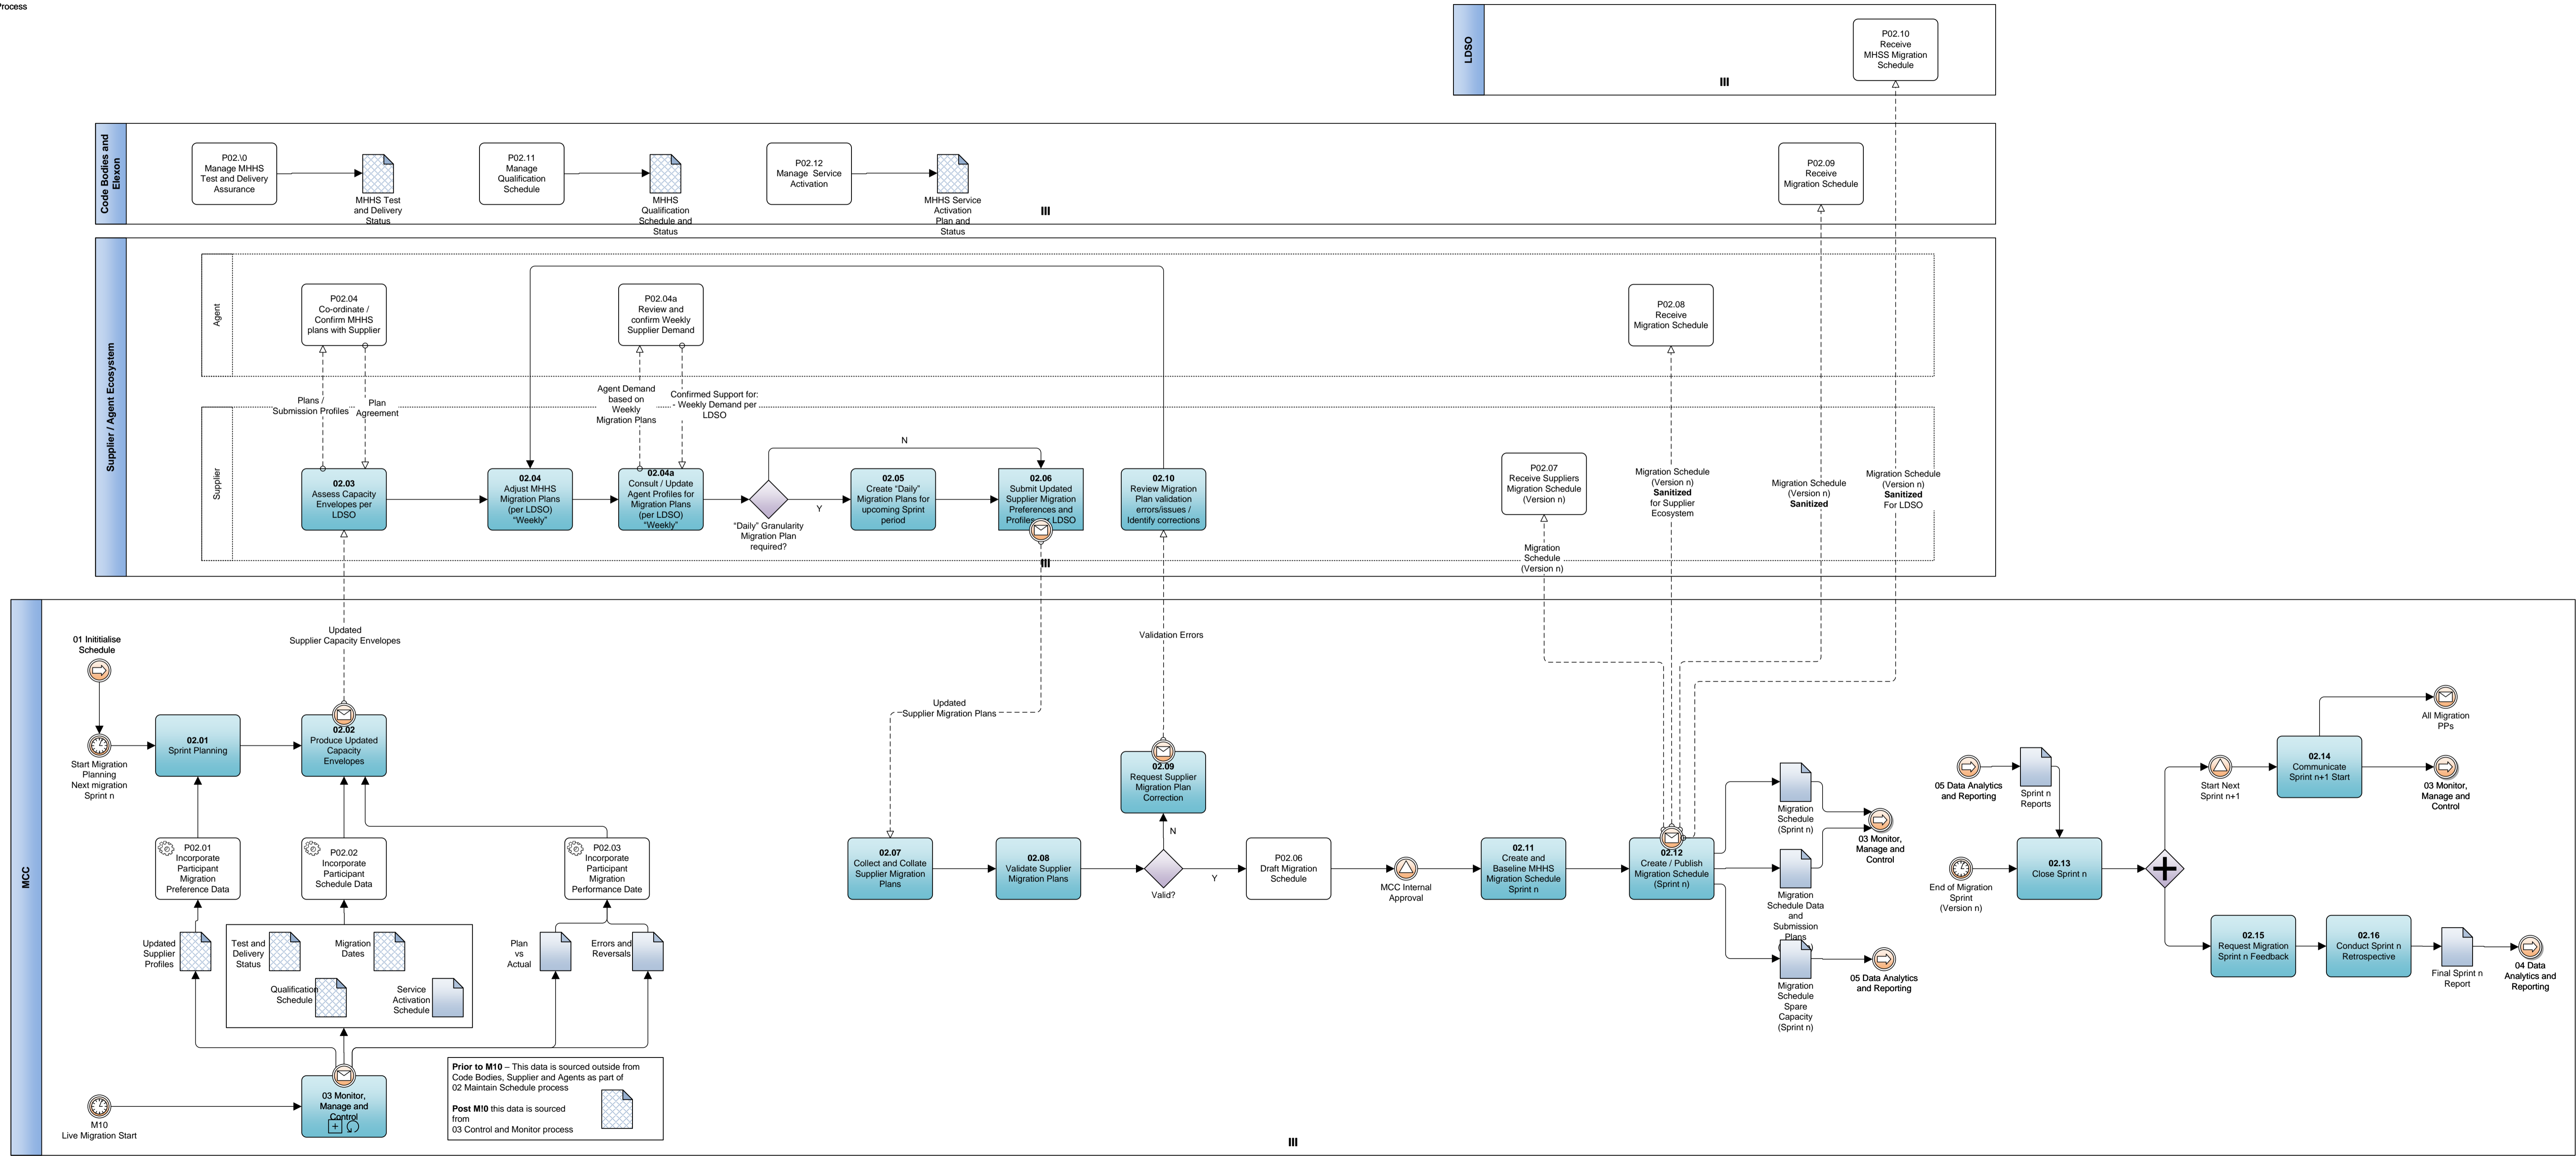 Process
LDSO
P02.10
Receive
MHSS Migration
Schedule
Code Bodies and
Elexon
P02.\0
Manage MHHS
Test and Delivery
Assurance
MHHS Test
and Delivery
Status
P02.11
Manage
Qualification
Schedule
MHHS
Qualification
Schedule and
Status
P02.12
Manage Service
Activation
MHHS Service
Activation
Plan and
Status
P02.09
Receive
Migration Schedule
Supplier / Agent Ecosystem
Agent
P02.04
Co-ordinate /
Confirm MHHS
plans with Supplier
P02.04a
Review and
confirm Weekly
Supplier Demand
P02.08
Receive
Migration Schedule
Plans /
Submission Profiles
Plan
Agreement
Agent Demand
based on
Weekly
Migration Plans
Confirmed Support for:
- Weekly Demand per
LDSO
Supplier
02.03
Assess Capacity
Envelopes per
LDSO
02.04
Adjust MHHS
Migration Plans
(per LDSO)
“Weekly”
02.04a
Consult / Update
Agent Profiles for
Migration Plans
(per LDSO)
“Weekly”
“Daily” Granularity
Migration Plan
required?
N
Y
02.05
Create “Daily”
Migration Plans for
upcoming Sprint
period
02.06
Submit Updated
Supplier Migration
Preferences and
Profiles per LDSO
02.10
Review Migration
Plan validation
errors/issues /
Identify corrections
P02.07
Receive Suppliers
Migration Schedule
(Version n)
Migration
Schedule
(Version n)
Migration Schedule
(Version n)
Sanitized
for Supplier
Ecosystem
Migration Schedule
(Version n)
Sanitized
Migration Schedule
(Version n)
Sanitized
For LDSO
MCC
01 Inititialise
Schedule
Start Migration
Planning
Next migration
Sprint n
02.01
Sprint Planning
Updated
Supplier Capacity Envelopes
02.02
Produce Updated
Capacity
Envelopes
P02.01
Incorporate
Participant
Migration
Preference Data
P02.02
Incorporate
Participant
Schedule Data
P02.03
Incorporate
Participant
Migration
Performance Date
Updated
Supplier
Profiles
Test and
Delivery
Status
Migration
Dates
Qualification
Schedule
Service
Activation
Schedule
Plan
vs
Actual
Errors and
Reversals
M10
Live Migration Start
03 Monitor,
Manage and
Control
Prior to M10 – This data is sourced outside from
Code Bodies, Supplier and Agents as part of
02 Maintain Schedule process
Post M!0 this data is sourced
from
03 Control and Monitor process
Updated
Supplier Migration Plans
Validation Errors
02.07
Collect and Collate
Supplier Migration
Plans
02.08
Validate Supplier
Migration Plans
02.09
Request Supplier
Migration Plan
Correction
N
Y
Valid?
P02.06
Draft Migration
Schedule
MCC Internal
Approval
02.11
Create and
Baseline MHHS
Migration Schedule
Sprint n
02.12
Create / Publish
Migration Schedule
(Sprint n)
Migration
Schedule
(Sprint n)
Migration
Schedule Data
and
Submission
Plans
Migration
Schedule
Spare
Capacity
(Sprint n)
03 Monitor,
Manage and
Control
05 Data Analytics
and Reporting
05 Data Analytics
and Reporting
Sprint n
Reports
End of Migration
Sprint
(Version n)
02.13
Close Sprint n
Start Next
Sprint n+1
02.14
Communicate
Sprint n+1 Start
All Migration
PPs
03 Monitor,
Manage and
Control
02.15
Request Migration
Sprint n Feedback
02.16
Conduct Sprint n
Retrospective
Final Sprint n
Report
04 Data
Analytics and
Reporting